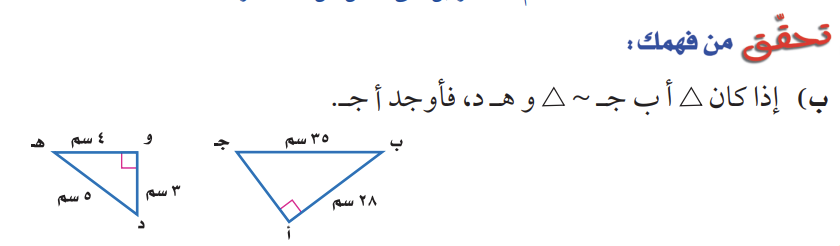 تحقّق من فهمك:
ب) إذا كان △ أ ب جـ ~ △ و هـ د، فأوجد أ جـ.
ب
٣٥ سم
جـ
و
٤ سم
هـ
٢٨ سم
أ
٣ سم
٥ سم
د